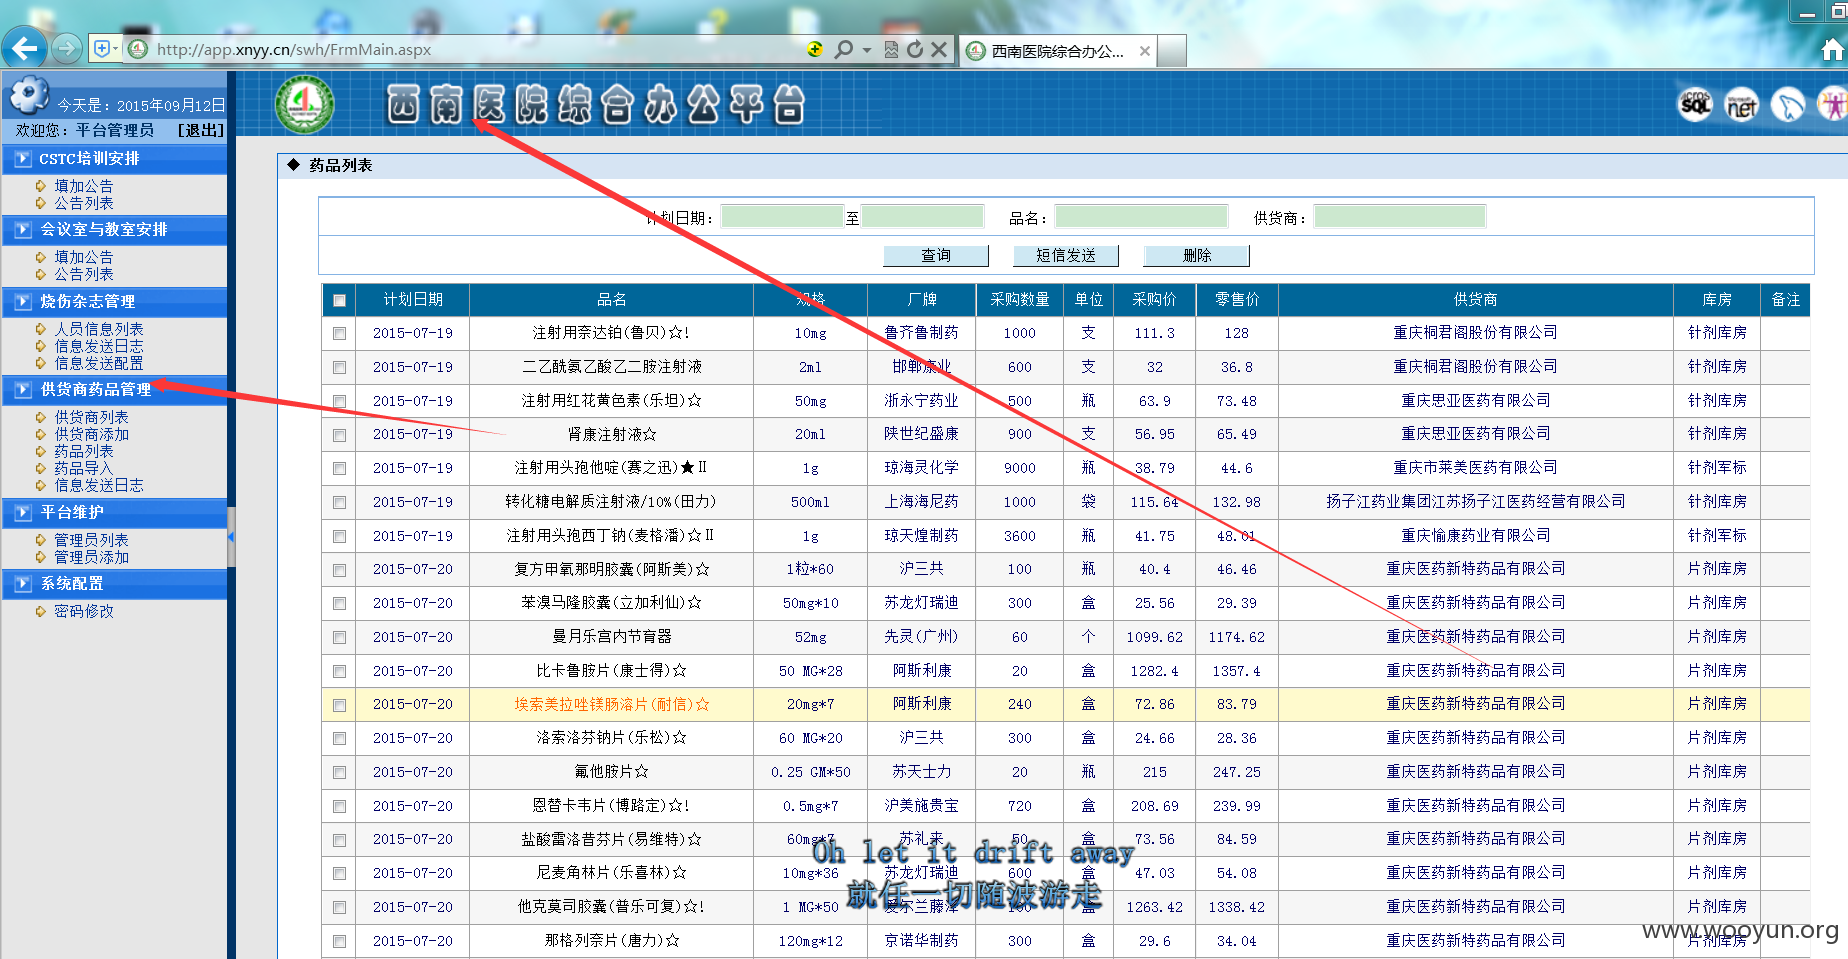 http://app.xnyy.cn/swh/FrmMain.aspx
西南医院综合办公...
今天是：2015年09月12日
欢迎您：平台管理员 [退出]
西南医院综合办公平台
CSTC培训安排
填加公告
公告列表
会议室与教室安排
填加公告
公告列表
烧伤杂志管理
人员信息列表
信息发送日志
信息发送配置
供货商药品管理
供货商列表
供货商添加
药品列表
药品导入
信息发送日志
平台维护
管理员列表
管理员添加
系统配置
密码修改
◆ 药品列表
计划日期： 至 品名： 供货商：
查询 短信发送 删除
计划日期 品名 规格 厂牌 采购数量 单位 采购价 零售价 供货商 库房 备注
2015-07-19 注射用奈达铂(鲁贝)☆! 10mg 鲁齐鲁制药 1000 支 111.3 128 重庆桐君阁股份有限公司 针剂库房
2015-07-19 二乙酰氨乙酸乙二胺注射液 2ml 邯郸康业 600 支 32 36.8 重庆桐君阁股份有限公司 针剂库房
2015-07-19 注射用红花黄色素(乐坦)☆ 50mg 浙永宁药业 500 瓶 63.9 73.48 重庆思亚医药有限公司 针剂库房
2015-07-19 肾康注射液☆ 20ml 陕世纪盛康 900 支 56.95 65.49 重庆思亚医药有限公司 针剂库房
2015-07-19 注射用头孢他啶(赛之迅)★Ⅱ 1g 琼海灵化学 9000 瓶 38.79 44.6 重庆市莱美医药有限公司 针剂军标
2015-07-19 转化糖电解质注射液/10%(田力) 500ml 上海海尼药 1000 袋 115.64 132.98 扬子江药业集团江苏扬子江医药经营有限公司 针剂库房
2015-07-19 注射用头孢西丁钠(麦格潘)☆Ⅱ 1g 琼天煌制药 3600 瓶 41.75 48.01 重庆愉康药业有限公司 针剂军标
2015-07-20 复方甲氧那明胶囊(阿斯美)☆ 1粒*60 沪三共 100 瓶 40.4 46.46 重庆医药新特药品有限公司 片剂库房
2015-07-20 苯溴马隆胶囊(立加利仙)☆ 50mg*10 苏龙灯瑞迪 300 盒 25.56 29.39 重庆医药新特药品有限公司 片剂库房
2015-07-20 曼月乐宫内节育器 52mg 先灵(广州) 60 个 1099.62 1174.62 重庆医药新特药品有限公司 片剂库房
2015-07-20 比卡鲁胺片(康士得)☆ 50 MG*28 阿斯利康 20 盒 1282.4 1357.4 重庆医药新特药品有限公司 片剂库房
2015-07-20 埃索美拉唑镁肠溶片(耐信)☆ 20mg*7 阿斯利康 240 盒 72.86 83.79 重庆医药新特药品有限公司 片剂库房
2015-07-20 洛索洛芬钠片(乐松)☆ 60 MG*20 沪三共 300 盒 24.66 28.36 重庆医药新特药品有限公司 片剂库房
2015-07-20 氟他胺片☆ 0.25 GM*50 苏天士力 20 瓶 215 247.25 重庆医药新特药品有限公司 片剂库房
2015-07-20 恩替卡韦片(博路定)☆! 0.5mg*7 沪美施贵宝 720 盒 208.69 239.99 重庆医药新特药品有限公司 片剂库房
2015-07-20 盐酸雷洛昔芬片(易维特)☆ 60mg*7 苏礼来 50 盒 73.56 84.59 重庆医药新特药品有限公司 片剂库房
Oh let it drift away
2015-07-20 尼麦角林片(乐喜林)☆ 10mg*36 苏龙灯瑞迪 600 盒 47.03 54.08 重庆医药新特药品有限公司 片剂库房
就任一切随波游走
2015-07-20 他克莫司胶囊(普乐可复)☆! 1 MG*50 爱尔兰藤泽 盒 1263.42 1338.42 重庆医药新特药品有限公司 片剂库房
2015-07-20 那格列奈片(唐力)☆ 120mg*12 京诺华制药 300 盒 29.6 34.04 重庆医药新特药品有限公司 片剂库房
www.wooyun.org